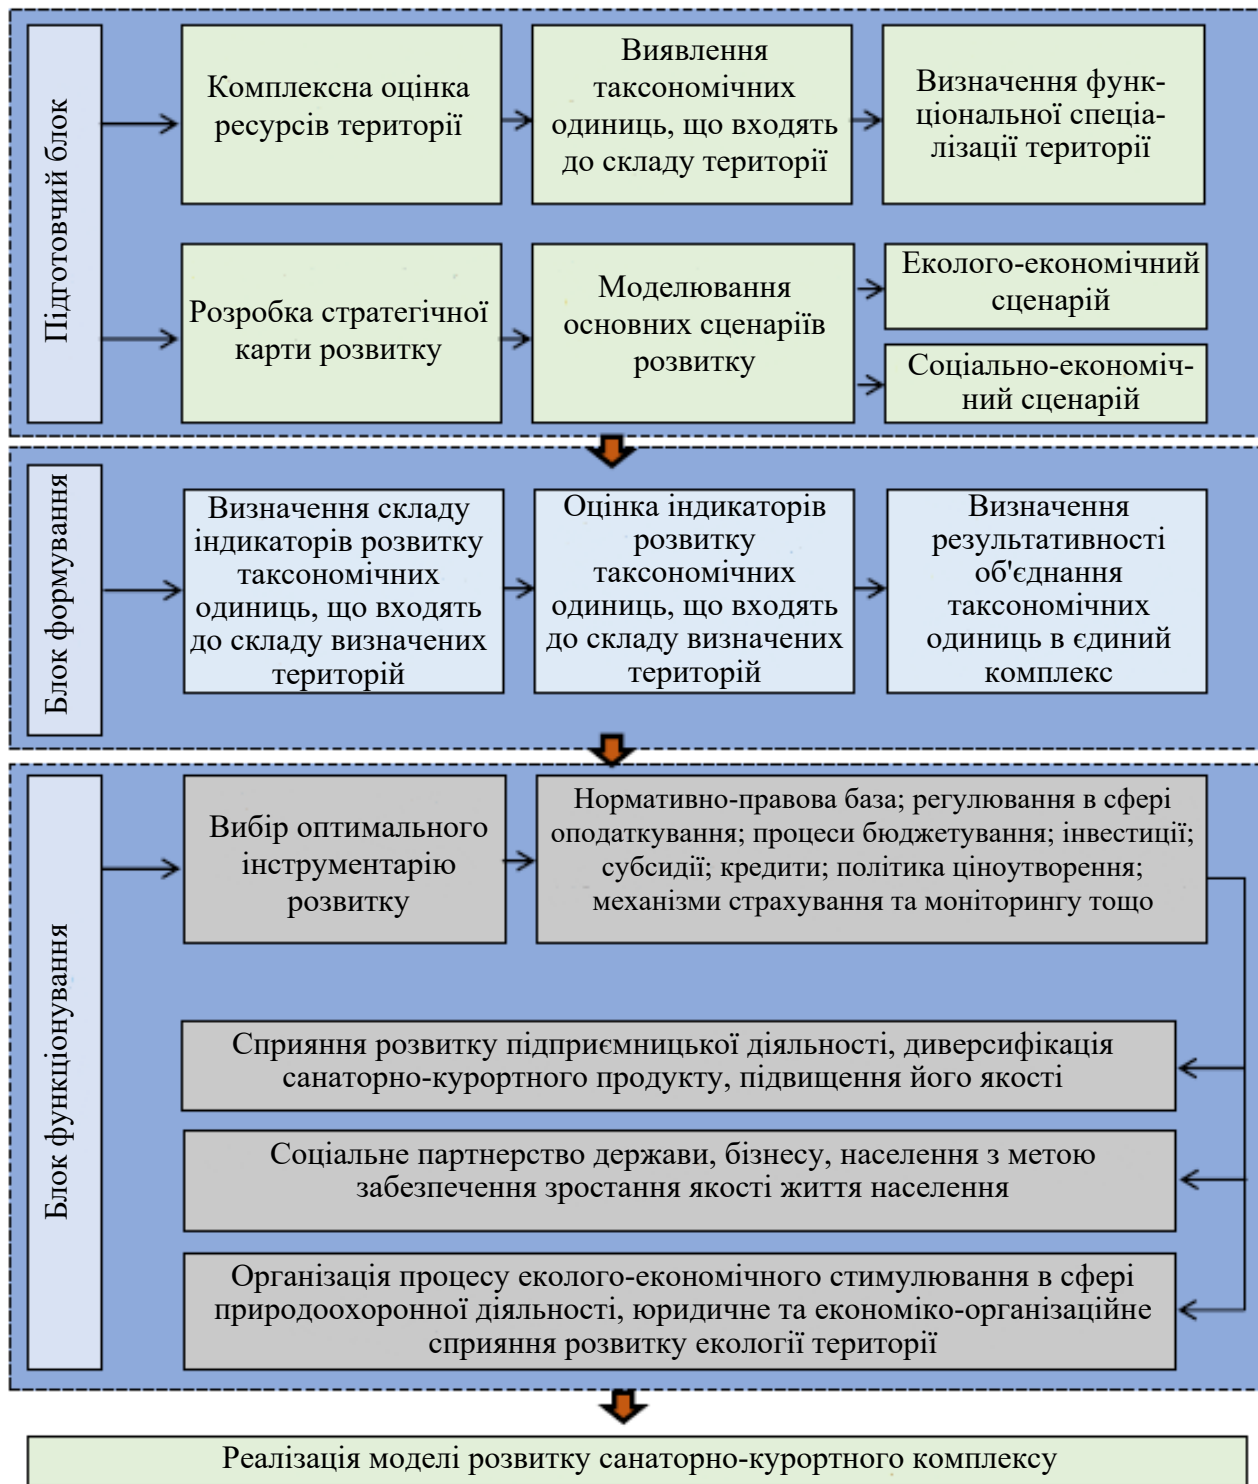 Підготовчий блок
Комплексна оцінка
ресурсів території
Виявлення
таксономічних
одиниць, що входять
до складу території
Визначення функ-
ціональної спеціа-
лізації території
Розробка стратегічної
карти розвитку
Моделювання
основних сценаріїв
розвитку
Еколого-економічний
сценарій
Соціально-економіч-
ний сценарій
Блок формування
Визначення складу
індикаторів розвитку
таксономічних
одиниць, що входять
до складу визначених
територій
Оцінка індикаторів
розвитку
таксономічних
одиниць, що входять
до складу визначених
територій
Визначення
результативності
об'єднання
таксономічних
одиниць в єдиний
комплекс
Блок функціонування
Вибір оптимального
інструментарію
розвитку
Нормативно-правова база; регулювання в сфері
оподаткування; процеси бюджетування; інвестиції;
субсидії; кредити; політика ціноутворення;
механізми страхування та моніторингу тощо
Сприяння розвитку підприємницької діяльності, диверсифікація
санаторно-курортного продукту, підвищення його якості
Соціальне партнерство держави, бізнесу, населення з метою
забезпечення зростання якості життя населення
Організація процесу еколого-економічного стимулювання в сфері
природоохоронної діяльності, юридичне та економіко-організаційне
сприяння розвитку екології території
Реалізація моделі розвитку санаторно-курортного комплексу